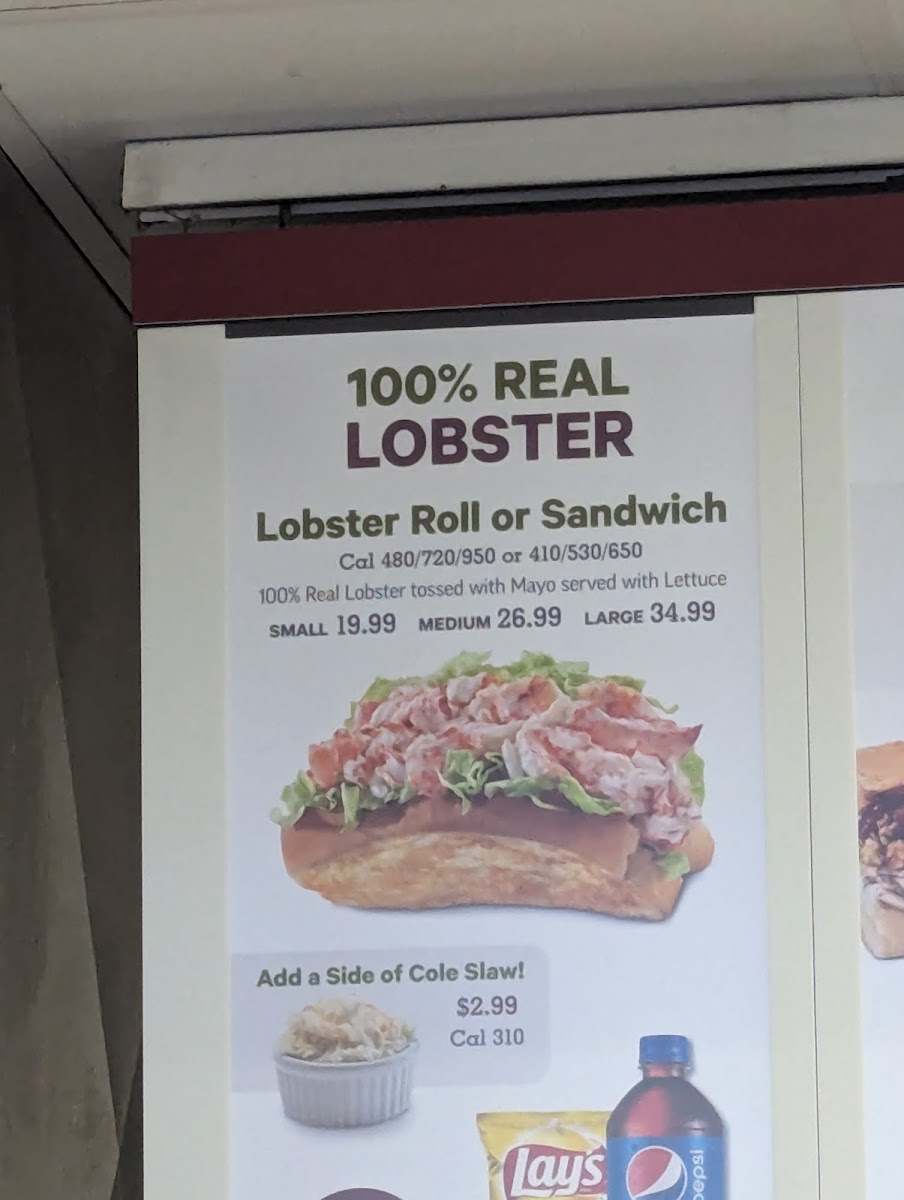 100% REAL
LOBSTER
Lobster Roll or Sandwich
Cal 480/720/950 or 410/530/650
100% Real Lobster tossed with Mayo served with Lettuce
SMALL 19.99 MEDIUM 26.99 LARGE 34.99
Add a Side of Cole Slaw!
$2.99
Cal 310
Lay's
pepsi